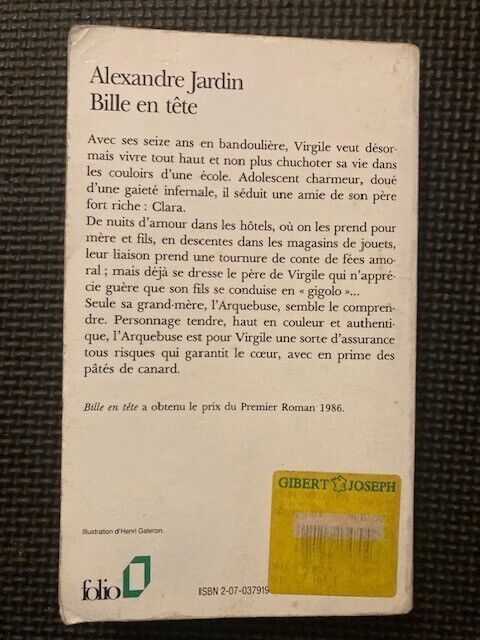 Alexandre Jardin
Bille en tête
Avec ses seize ans en bandoulière, Virgile veut désor-
mais vivre tout haut et non plus chuchoter sa vie dans
les couloirs d'une école. Adolescent charmeur, doué
d'une gaieté infernale, il séduit une amie de son père
fort riche : Clara.
De nuits d'amour dans les hôtels, où on les prend pour
mère et fils, en descentes dans les magasins de jouets,
leur liaison prend une tournure de conte de fées amo-
ral ; mais déjà se dresse le père de Virgile qui n'appré-
cie guère que son fils se conduise en « gigolo »...
Seule sa grand-mère, l'Arquebuse, semble le compren-
dre. Personnage tendre, haut en couleur et authenti-
que, l'Arquebuse est pour Virgile une sorte d'assurance
tous risques qui garantit le cœur, avec en prime des
pâtés de canard.
Bille en tête a obtenu le prix du Premier Roman 1986.
GIBERT JOSEPH
Illustration d'Henri Galeron.
folio
ISBN 2-07-037919